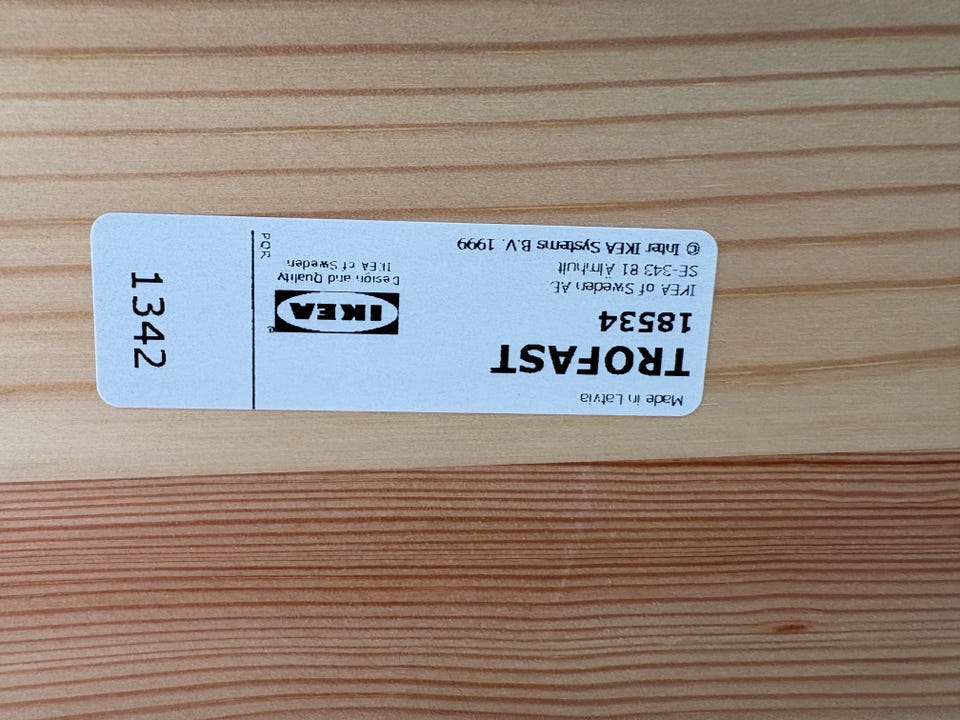 Made in Latvia
TROFAST
18534
IKEA of Sweden AB
SE-343 81 Älmhult
© Inter IKEA Systems B.V. 1999
IKEA
®
Design and Quality
IKEA of Sweden
PQR
1342